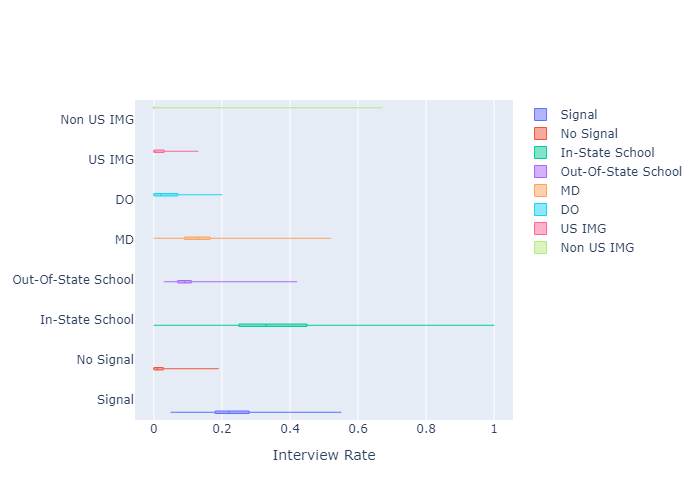 Non US IMG
US IMG
DO
MD
Out-Of-State School
In-State School
No Signal
Signal
0
0.2
0.4
0.6
0.8
1
Interview Rate
Signal
No Signal
In-State School
Out-Of-State School
MD
DO
US IMG
Non US IMG